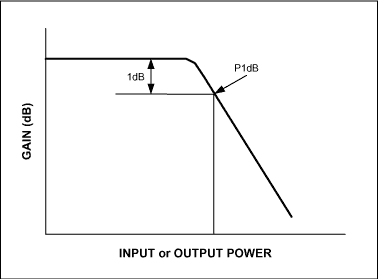 1dB
P1dB
GAIN (dB)
INPUT or OUTPUT POWER